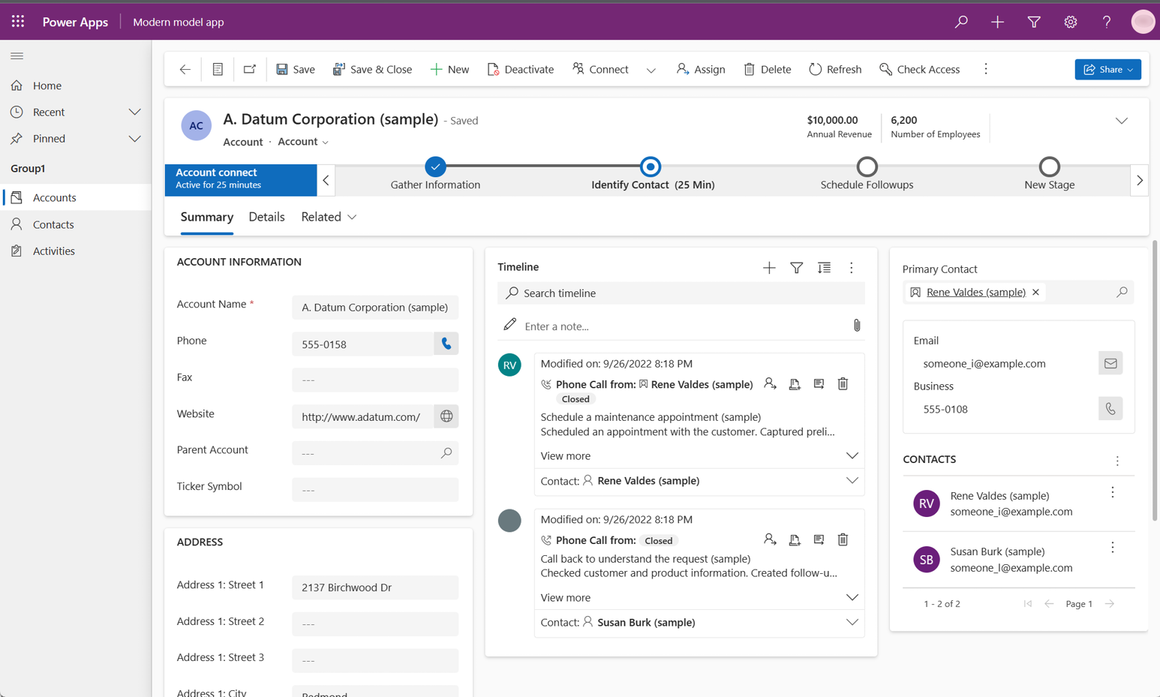 Power Apps Modern model app
Home
Recent
Pinned
Group1
Accounts
Contacts
Activities
Save Save & Close New Deactivate Connect Assign Delete Refresh Check Access Share
AC
A. Datum Corporation (sample) - Saved
Account · Account
$10,000.00
Annual Revenue
6,200
Number of Employees
Account connect
Active for 25 minutes
Gather Information
Identify Contact (25 Min)
Schedule Followups
New Stage
Summary Details Related
ACCOUNT INFORMATION
Account Name * A. Datum Corporation (sample)
Phone 555-0158
Fax ---
Website http://www.adatum.com/
Parent Account ---
Ticker Symbol ---
ADDRESS
Address 1: Street 1 2137 Birchwood Dr
Address 1: Street 2 ---
Address 1: Street 3 ---
Address 1: City Redmond
Timeline
Search timeline
Enter a note...
RV
Modified on: 9/26/2022 8:18 PM
Phone Call from: Rene Valdes (sample)
Closed
Schedule a maintenance appointment (sample)
Scheduled an appointment with the customer. Captured preli...
View more
Contact: Rene Valdes (sample)
Modified on: 9/26/2022 8:18 PM
Phone Call from: Closed
Call back to understand the request (sample)
Checked customer and product information. Created follow-u...
View more
Contact: Susan Burk (sample)
Primary Contact
Rene Valdes (sample)
Email
someone_i@example.com
Business
555-0108
CONTACTS
RV
Rene Valdes (sample)
someone_i@example.com
SB
Susan Burk (sample)
someone_l@example.com
1 - 2 of 2 Page 1